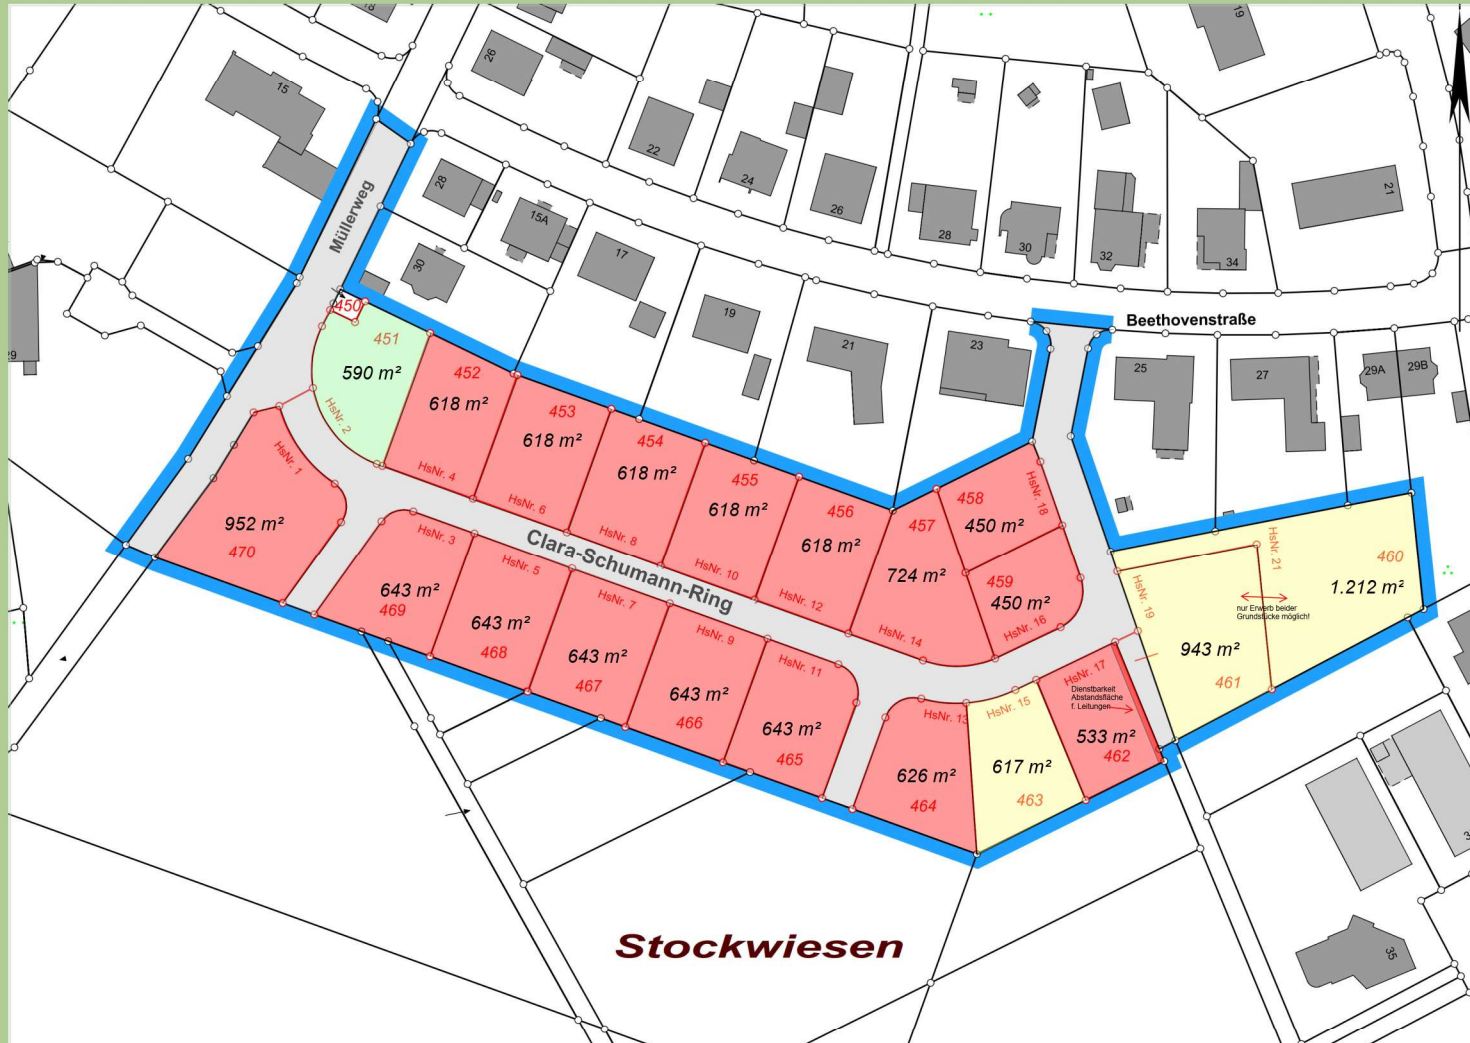 19
26
15
22
24
26
28
30
32
34
21
28
15A
17
30
19
21
23
25
27
29A
29B
29
35
Müllerweg
Beethovenstraße
450
451
590 m²
HsNr. 2
452
618 m²
HsNr. 4
453
618 m²
HsNr. 6
454
618 m²
HsNr. 8
455
618 m²
HsNr. 10
456
618 m²
HsNr. 12
457
724 m²
HsNr. 14
458
450 m²
HsNr. 18
459
450 m²
HsNr. 16
HsNr. 21
460
1.212 m²
nur Erwerb beider
Grundstücke möglich!
HsNr. 19
943 m²
461
Clara-Schumann-Ring
HsNr. 1
952 m²
470
HsNr. 3
643 m²
469
HsNr. 5
643 m²
468
HsNr. 7
643 m²
467
HsNr. 9
643 m²
466
HsNr. 11
643 m²
465
HsNr. 13
626 m²
464
HsNr. 15
617 m²
463
HsNr. 17
Dienstbarkeit
Abstandsfläche
f. Leitungen
533 m²
462
Stockwiesen